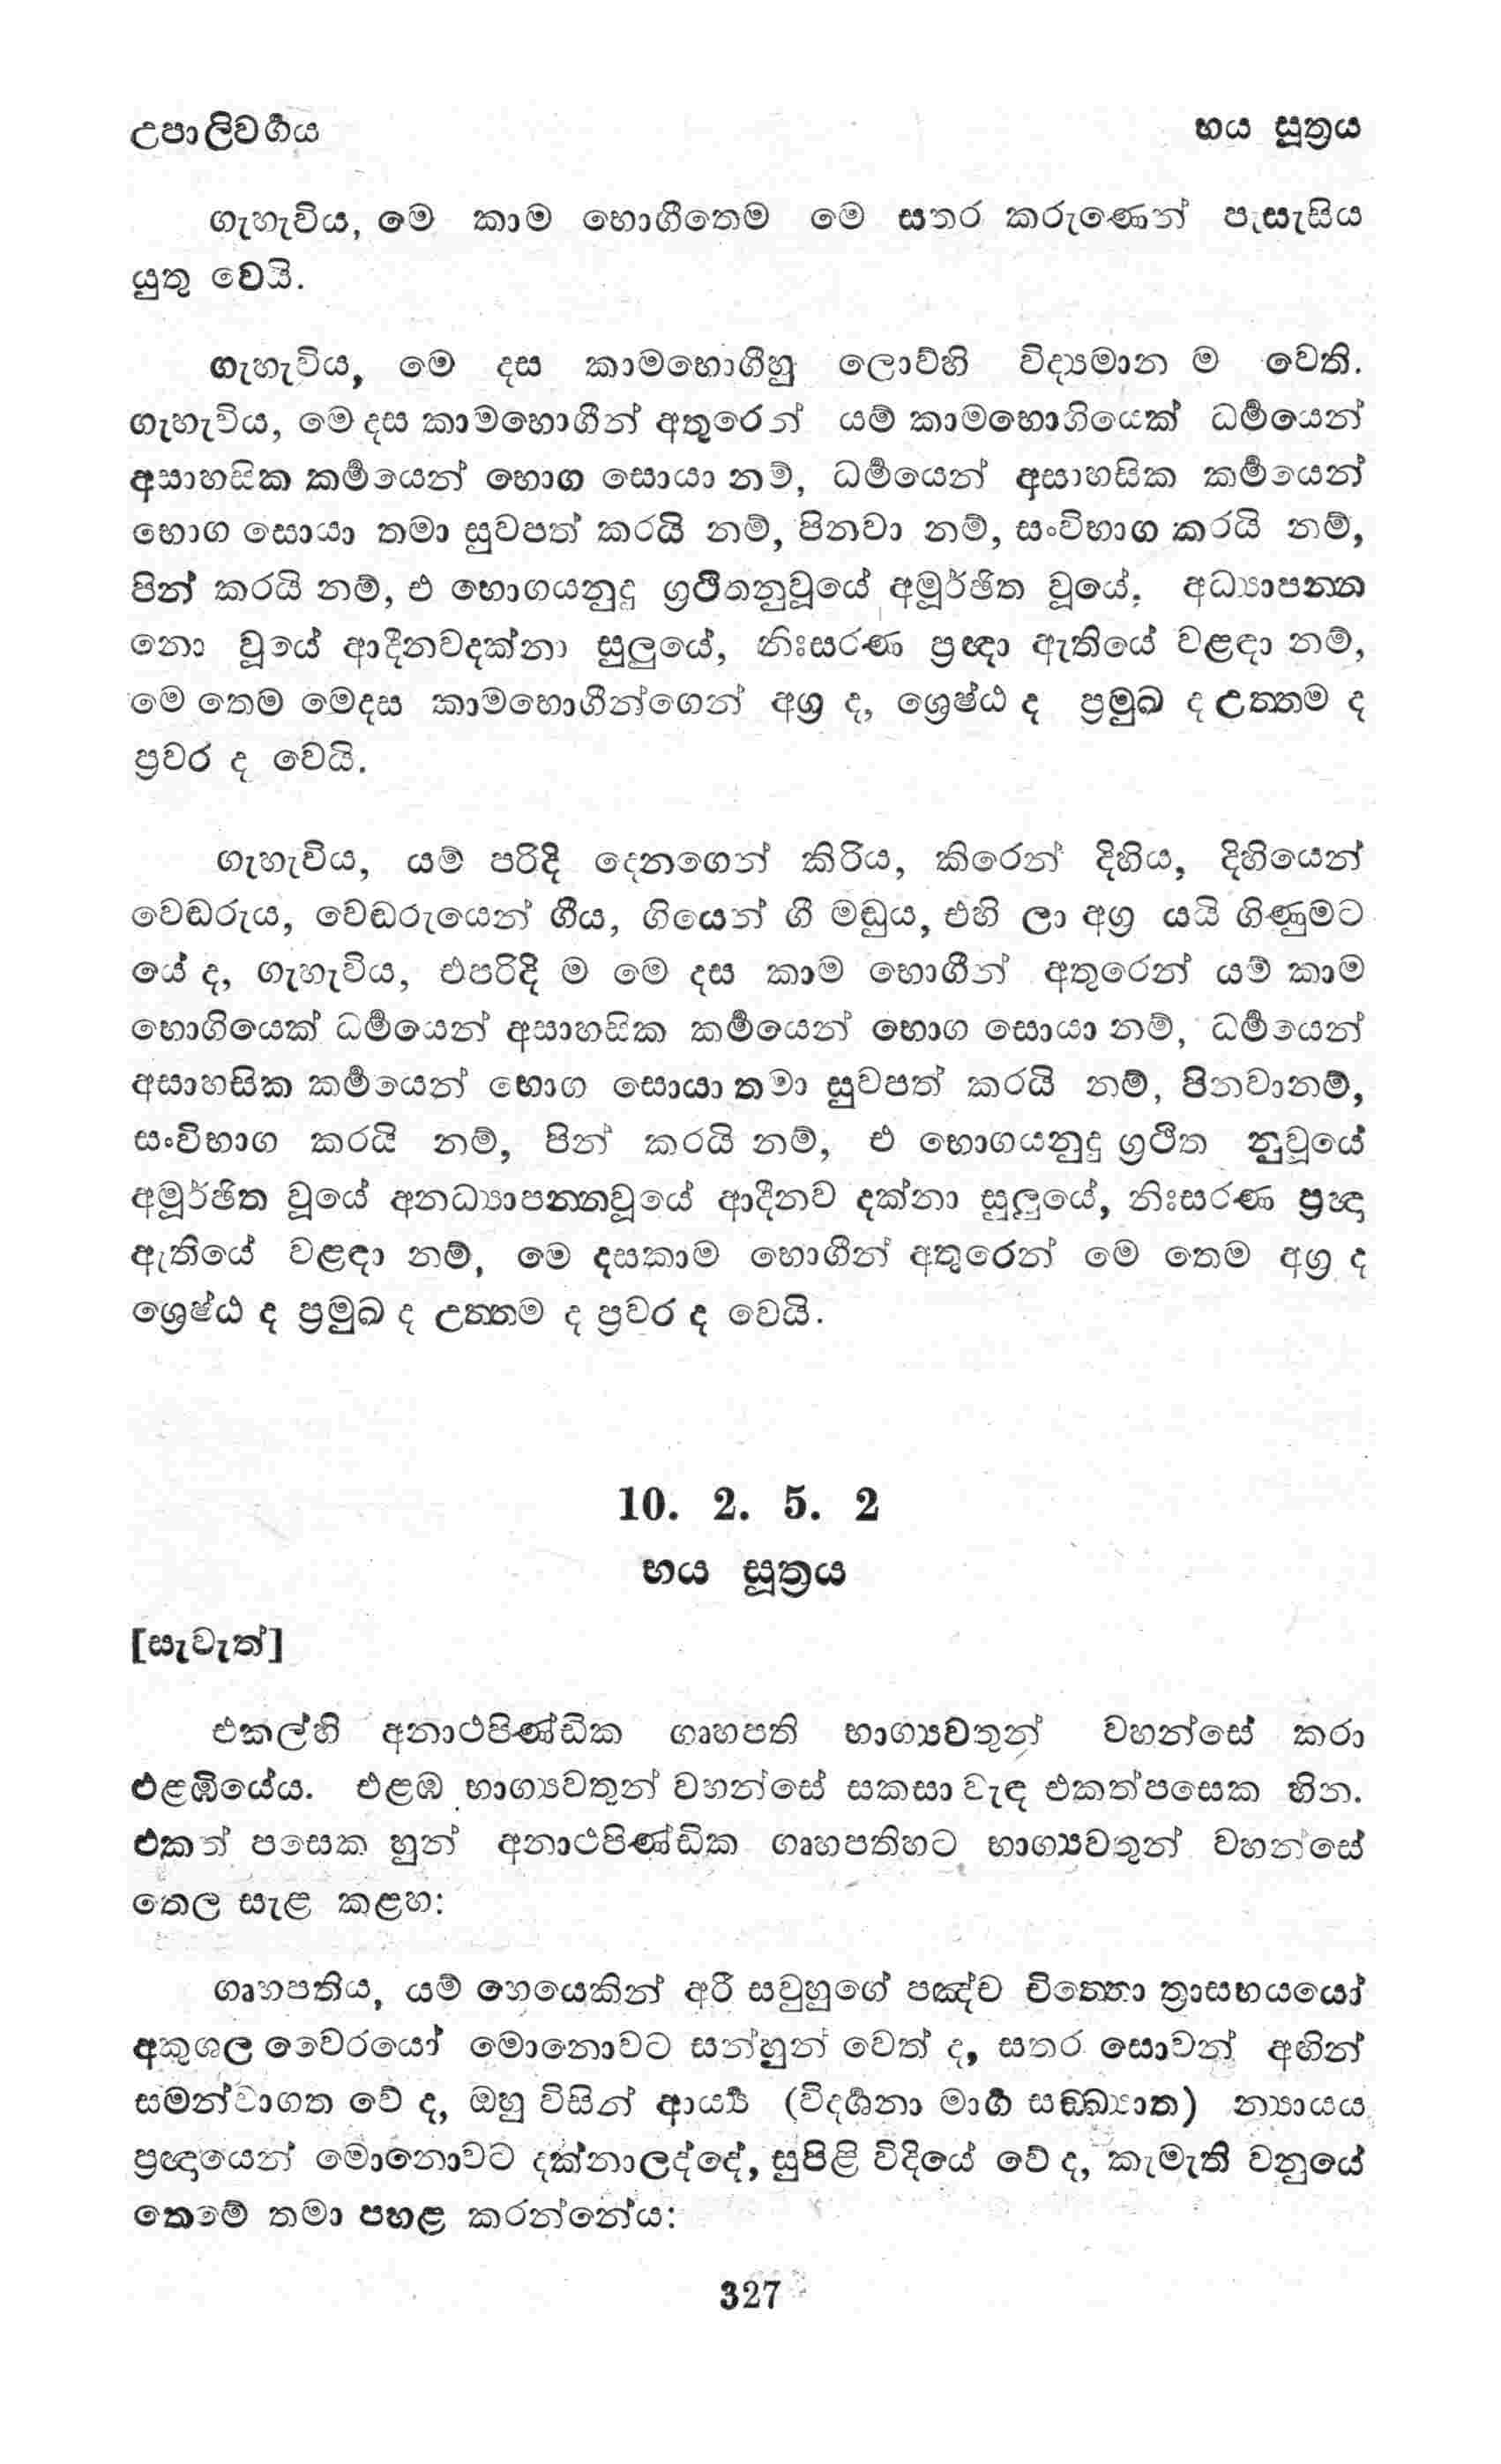 උපාලිවර්‍ගය
භය සූත්‍රය
ගැහැවිය, මෙ කාම භොගීතෙම මෙ සතර කරුණෙන් පැසැසිය
යුතු වෙයි.
ගැහැවිය, මෙ දස කාමභොගීහු ලොව්හි විද්‍යමාන ම වෙති.
ගැහැවිය, මෙ දස කාමභොගීන් අතුරෙන් යම් කාමභොගියෙක් ධර්‍මයෙන්
අසාහසික කර්‍මයෙන් භොග සොයා නම්, ධර්‍මයෙන් අසාහසික කර්‍මයෙන්
භොග සොයා තමා සුවපත් කරයි නම්, පිනවා නම්, සංවිභාග කරයි නම්,
පින් කරයි නම්, එ භොගයනුදු ග්‍රථිතනුවූයේ අමූර්ඡිත වූයේ, අධ්‍යාපන්න
නො වූයේ ආදීනවදක්නා සුලුයේ, නිඃසරණ ප්‍රඥා ඇතියේ වළඳා නම්,
මෙ තෙම මෙදස කාමභොගීන්ගෙන් අග්‍ර ද, ශ්‍රෙෂ්ඨ ද ප්‍රමුඛ ද උත්තම ද
ප්‍රවර ද වෙයි.
ගැහැවිය, යම් පරිදි දෙනගෙන් කිරිය, කිරෙන් දිහිය, දිහියෙන්
වෙඬරුය, වෙඬරුයෙන් ගීය, ගියෙන් ගී මඬුය, එහි ලා අග්‍ර යයි ගිණුමට
යේ ද, ගැහැවිය, එපරිදි ම මෙ දස කාම භොගීන් අතුරෙන් යම් කාම
භොගියෙක් ධර්‍මයෙන් අසාහසික කර්‍මයෙන් භොග සොයා නම්, ධර්‍මයෙන්
අසාහසික කර්‍මයෙන් භොග සොයා තමා සුවපත් කරයි නම්, පිනවානම්,
සංවිභාග කරයි නම්, පින් කරයි නම්, එ භොගයනුදු ග්‍රථිත නුවූයේ
අමූර්ඡිත වූයේ අනධ්‍යාපන්නවූයේ ආදීනව දක්නා සුලුයේ, නිඃසරණ ප්‍රඥා
ඇතියේ වළඳා නම්, මෙ දසකාම භොගීන් අතුරෙන් මෙ තෙම අග්‍ර ද
ශ්‍රෙෂ්ඨ ද ප්‍රමුඛ ද උත්තම ද ප්‍රවර ද වෙයි.
10. 2. 5. 2
භය සූත්‍රය
[සැවැත්]
එකල්හි අනාථපිණ්ඩික ගෘහපති භාග්‍යවතුන් වහන්සේ කරා
එළඹියේය. එළඹ භාග්‍යවතුන් වහන්සේ සකසා වැඳ එකත්පසෙක හින.
එකත් පසෙක හුන් අනාථපිණ්ඩික ගෘහපතිහට භාග්‍යවතුන් වහන්සේ
තෙල සැළ කළහ:
ගෘහපතිය, යම් හෙයෙකින් අරී සවුහුගේ පඤ්ච චිත්තො ත්‍රාසභයයෝ
අකුශල වෛරයෝ මොනොවට සන්හුන් වෙත් ද, සතර සොවන් අඟින්
සමන්වාගත වේ ද, ඔහු විසින් ආර්‍ය්‍ය (විදර්‍ශනා මාර්‍ග සඞ්ඛ්‍යාත) න්‍යායය
ප්‍රඥායෙන් මොනොවට දක්නාලද්දේ, සුපිළි විදියේ වේ ද, කැමැති වනුයේ
තෙමේ තමා පහළ කරන්නේය:
327